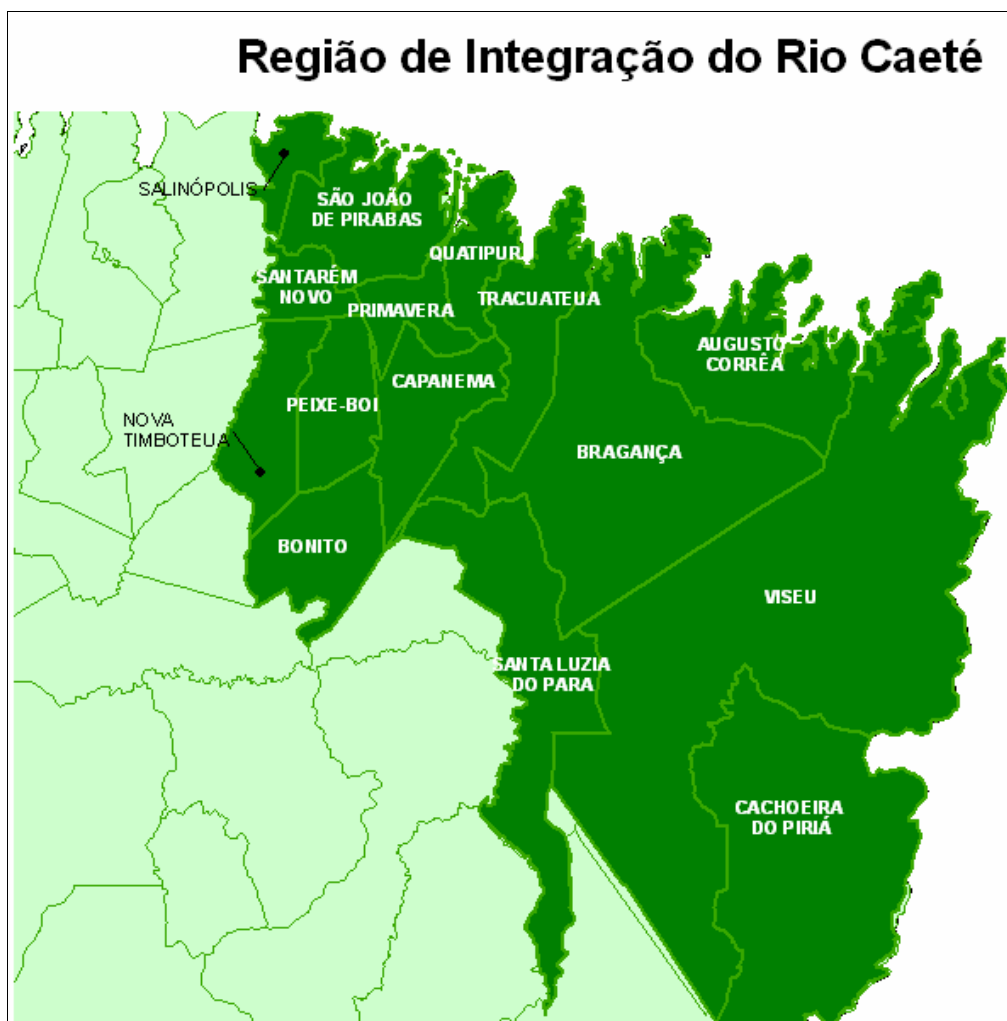 Região de Integração do Rio Caeté
SALINÓPOLIS
SÃO JOÃO
DE PIRABAS
QUATIPUR
SANTARÉM
NOVO
PRIMAVERA
TRACUATEUA
AUGUSTO
CORRÊA
CAPANEMA
PEIXE-BOI
NOVA
TIMBOTEUA
BRAGANÇA
BONITO
VISEU
SANTA LUZIA
DO PARA
CACHOEIRA
DO PIRIÁ